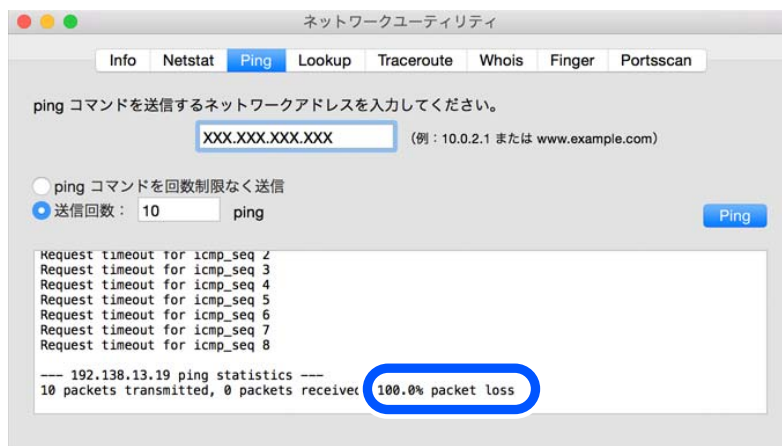 ネットワークユーティリティ
Info Netstat Ping Lookup Traceroute Whois Finger Portsscan
ping コマンドを送信するネットワークアドレスを入力してください。
XXX.XXX.XXX.XXX (例：10.0.2.1 または www.example.com)
ping コマンドを回数制限なく送信
送信回数： 10 ping
Ping
Request timeout for icmp_seq 2
Request timeout for icmp_seq 3
Request timeout for icmp_seq 4
Request timeout for icmp_seq 5
Request timeout for icmp_seq 6
Request timeout for icmp_seq 7
Request timeout for icmp_seq 8
--- 192.138.13.19 ping statistics ---
10 packets transmitted, 0 packets received 100.0% packet loss